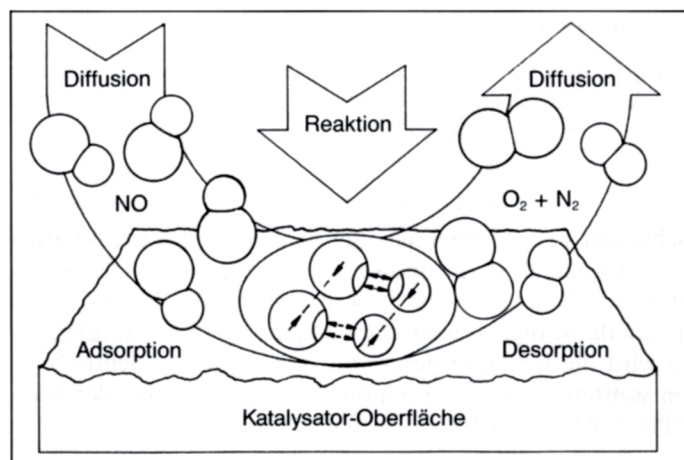 Diffusion
Reaktion
Diffusion
NO
O₂ + N₂
Adsorption
Desorption
Katalysator-Oberfläche